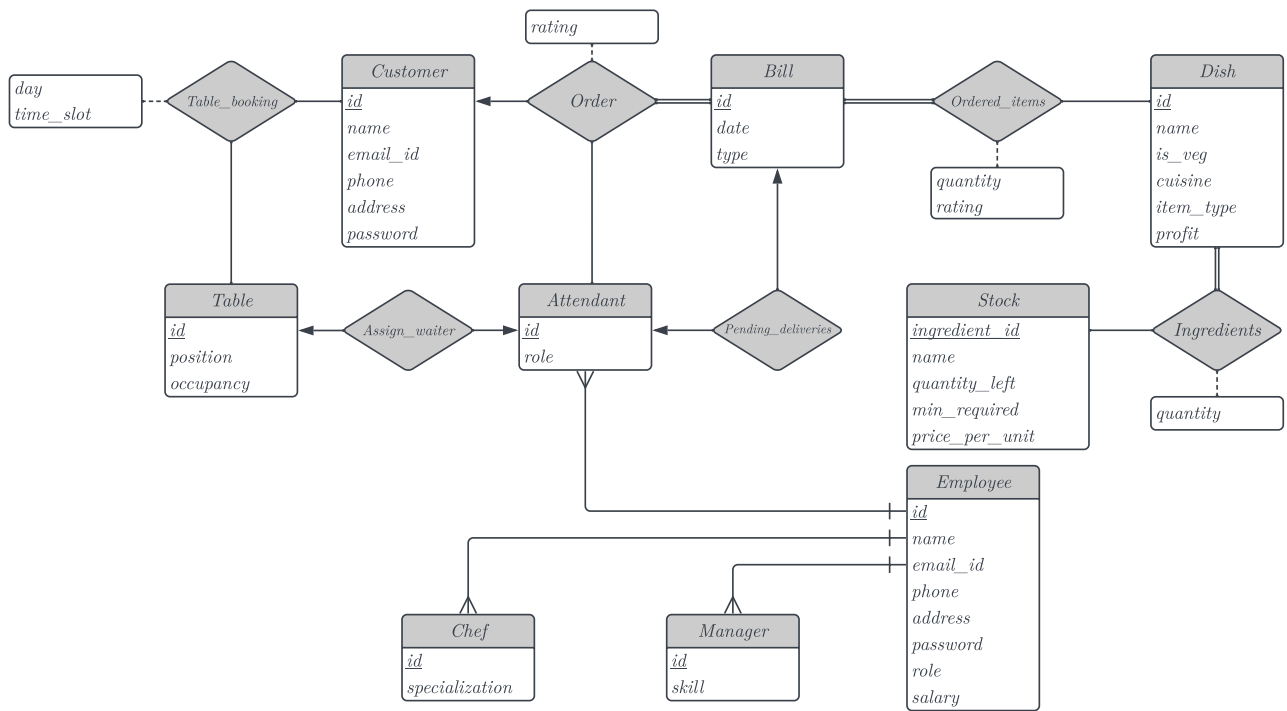 rating
day
time_slot
Table_booking
Customer
id
name
email_id
phone
address
password
Order
Bill
id
date
type
Ordered_items
quantity
rating
Dish
id
name
is_veg
cuisine
item_type
profit
Table
id
position
occupancy
Assign_waiter
Attendant
id
role
Pending_deliveries
Stock
ingredient_id
name
quantity_left
min_required
price_per_unit
Ingredients
quantity
Employee
id
name
email_id
phone
address
password
role
salary
Chef
id
specialization
Manager
id
skill